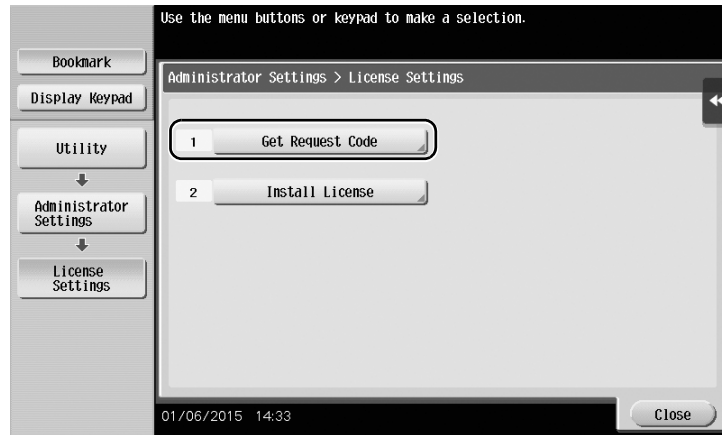 Use the menu buttons or keypad to make a selection.
Bookmark
Display Keypad
Utility
Administrator
Settings
License
Settings
Administrator Settings > License Settings
1 Get Request Code
2 Install License
01/06/2015 14:33
Close